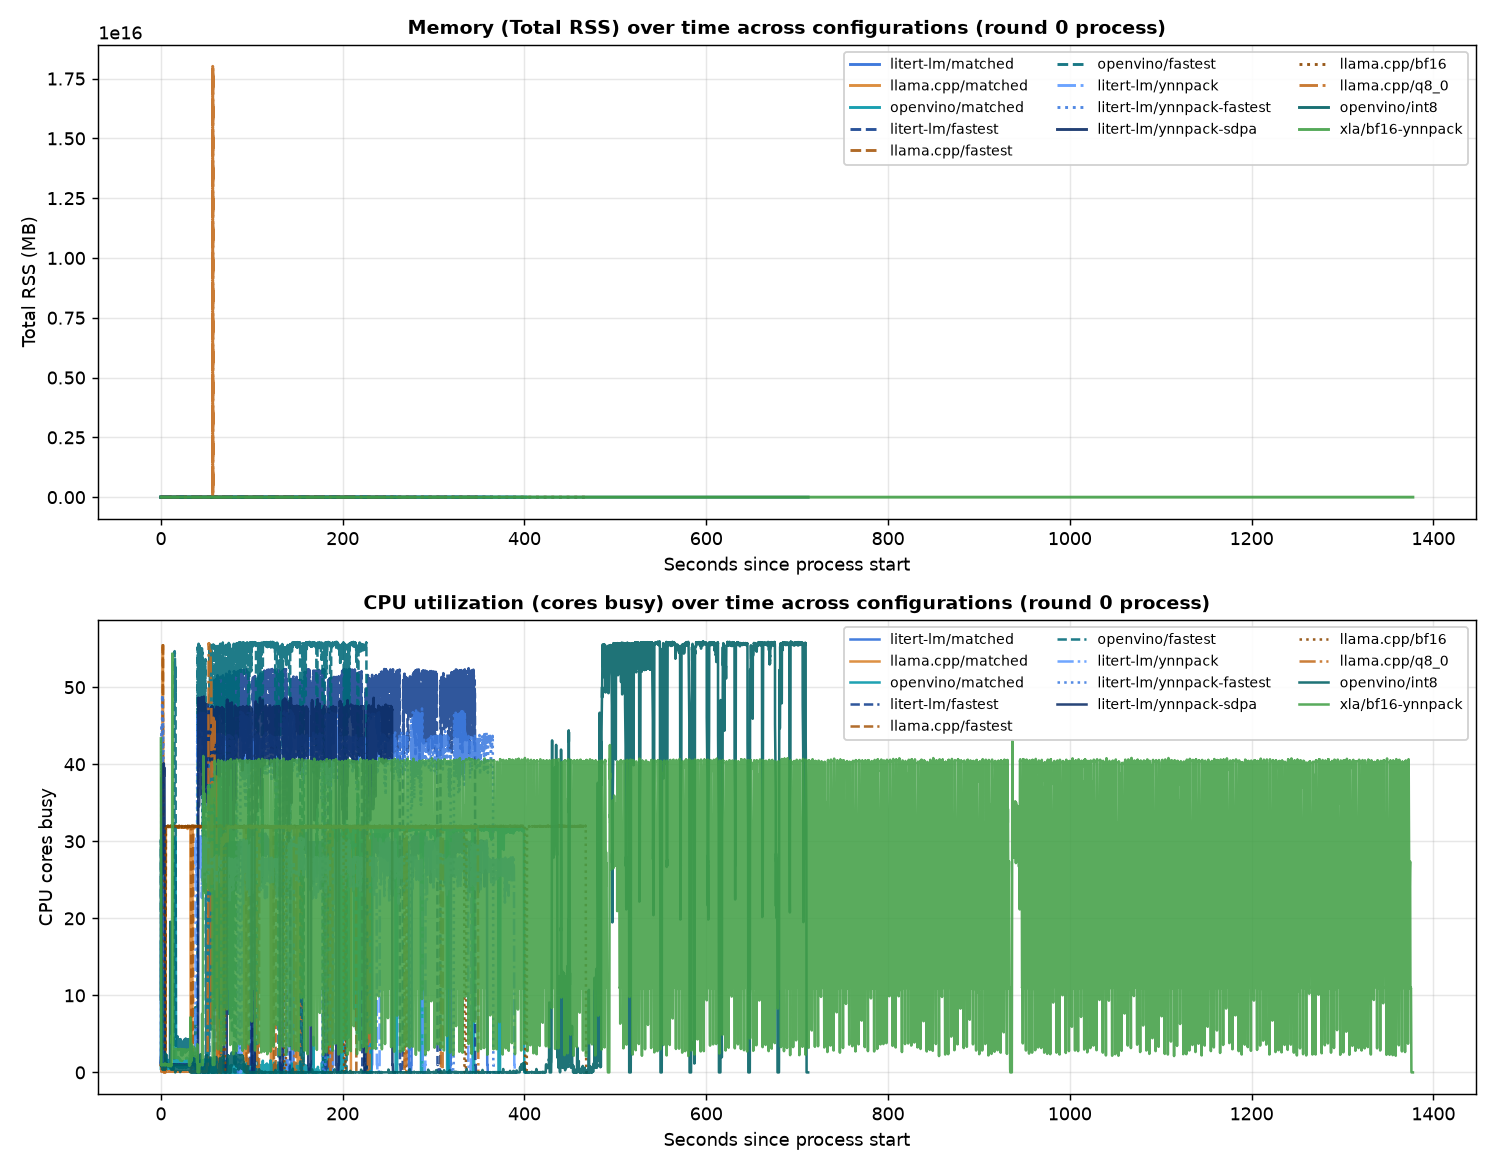 Memory (Total RSS) over time across configurations (round 0 process)
1e16
1.75
1.50
1.25
1.00
0.75
0.50
0.25
0.00
Total RSS (MB)
litert-lm/matched
llama.cpp/matched
openvino/matched
litert-lm/fastest
llama.cpp/fastest
openvino/fastest
litert-lm/ynnpack
litert-lm/ynnpack-fastest
litert-lm/ynnpack-sdpa
llama.cpp/bf16
llama.cpp/q8_0
openvino/int8
xla/bf16-ynnpack
0 200 400 600 800 1000 1200 1400
Seconds since process start
CPU utilization (cores busy) over time across configurations (round 0 process)
50
40
30
20
10
0
CPU cores busy
litert-lm/matched
llama.cpp/matched
openvino/matched
litert-lm/fastest
llama.cpp/fastest
openvino/fastest
litert-lm/ynnpack
litert-lm/ynnpack-fastest
litert-lm/ynnpack-sdpa
llama.cpp/bf16
llama.cpp/q8_0
openvino/int8
xla/bf16-ynnpack
0 200 400 600 800 1000 1200 1400
Seconds since process start